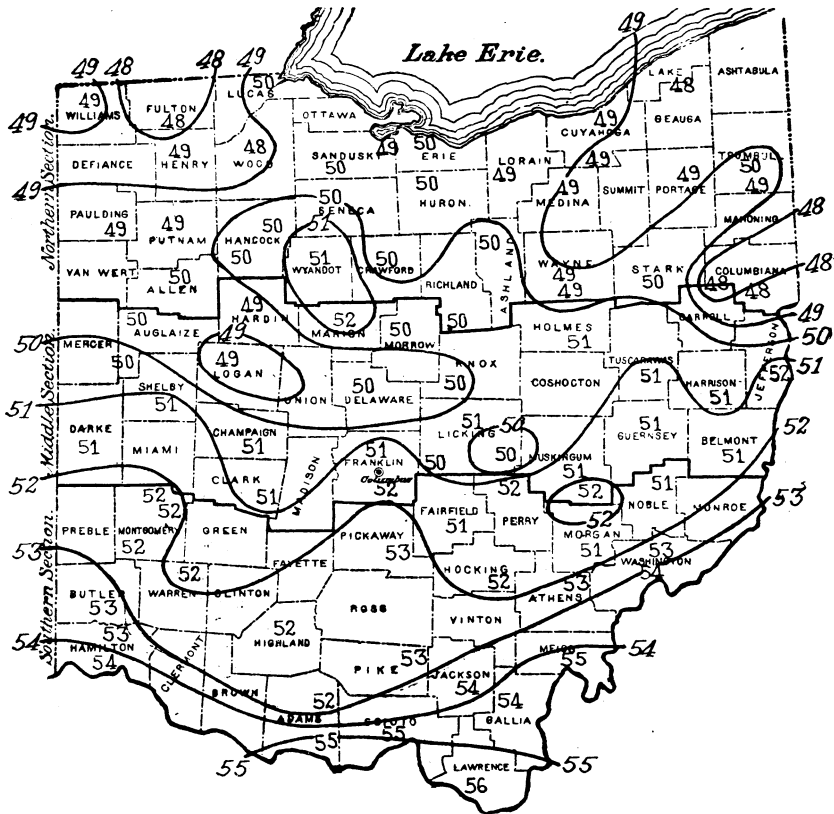 49 48 48 49 49
Lake Erie.
50
LUCAS
LAKE
48
ASHTABULA
49
WILLIAMS
FULTON
48
OTTAWA
49
CUYAHOGA
GEAUGA
49
Northern Section.
DEFIANCE
49
HENRY
48
WOOD
SANDUSKY
50
49
50
ERIE
LORAIN
49
49
TRUMBULL
50
49
49
PAULDING
49
49
PUTNAM
50
HANCOCK
50
50
SENECA
51
50
HURON.
49
MEDINA
SUMMIT
49
PORTAGE
MAHONING
48
VAN WERT
50
ALLEN
51
WYANDOT
50
CRAWFORD
RICHLAND
50
ASHLAND
WAYNE
49
49
STARK
50
COLUMBIANA
48
48
48
49
HARDIN
50
AUGLAIZE
49
52
MARION
50
MORROW
50
HOLMES
51
CARROLL
49
50
50
MERCER
50
49
LOGAN
KNOX
50
COSHOCTON
TUSCARAWAS
51
HARRISON
51
JEFFERSON
52
51
Middle Section.
SHELBY
51
UNION
50
DELAWARE
51
DARKE
51
MIAMI
CHAMPAIGN
51
51
LICKING
50
50
51
GUERNSEY
BELMONT
51
52
CLARK
51
MADISON
51
FRANKLIN
Columbus
52
50
MUSKINGUM
51
52
52
52
52
PREBLE
MONTGOMERY
52
GREEN
PICKAWAY
53
FAIRFIELD
51
52
PERRY
52
MORGAN
51
51
NOBLE
MONROE
53
53
FAYETTE
53
WASHINGTON
54
Southern Section.
BUTLER
53
WARREN
52
CLINTON
HOCKING
52
53
ATHENS
ROSS
VINTON
53
HAMILTON
54
54
CLERMONT
52
HIGHLAND
PIKE
53
JACKSON
54
MEIGS
55
54
BROWN
52
ADAMS
SCIOTO
55
54
GALLIA
55
55
55
LAWRENCE
56